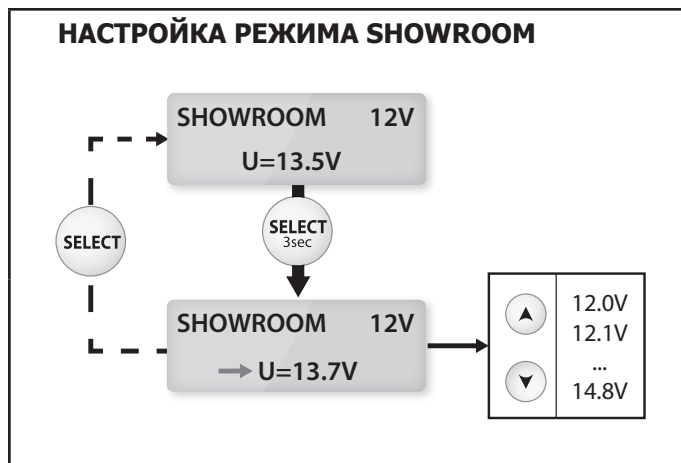 НАСТРОЙКА РЕЖИМА SHOWROOM
SHOWROOM 12V
U=13.5V
SELECT
SELECT
3sec
SHOWROOM 12V
U=13.7V
12.0V
12.1V
...
14.8V